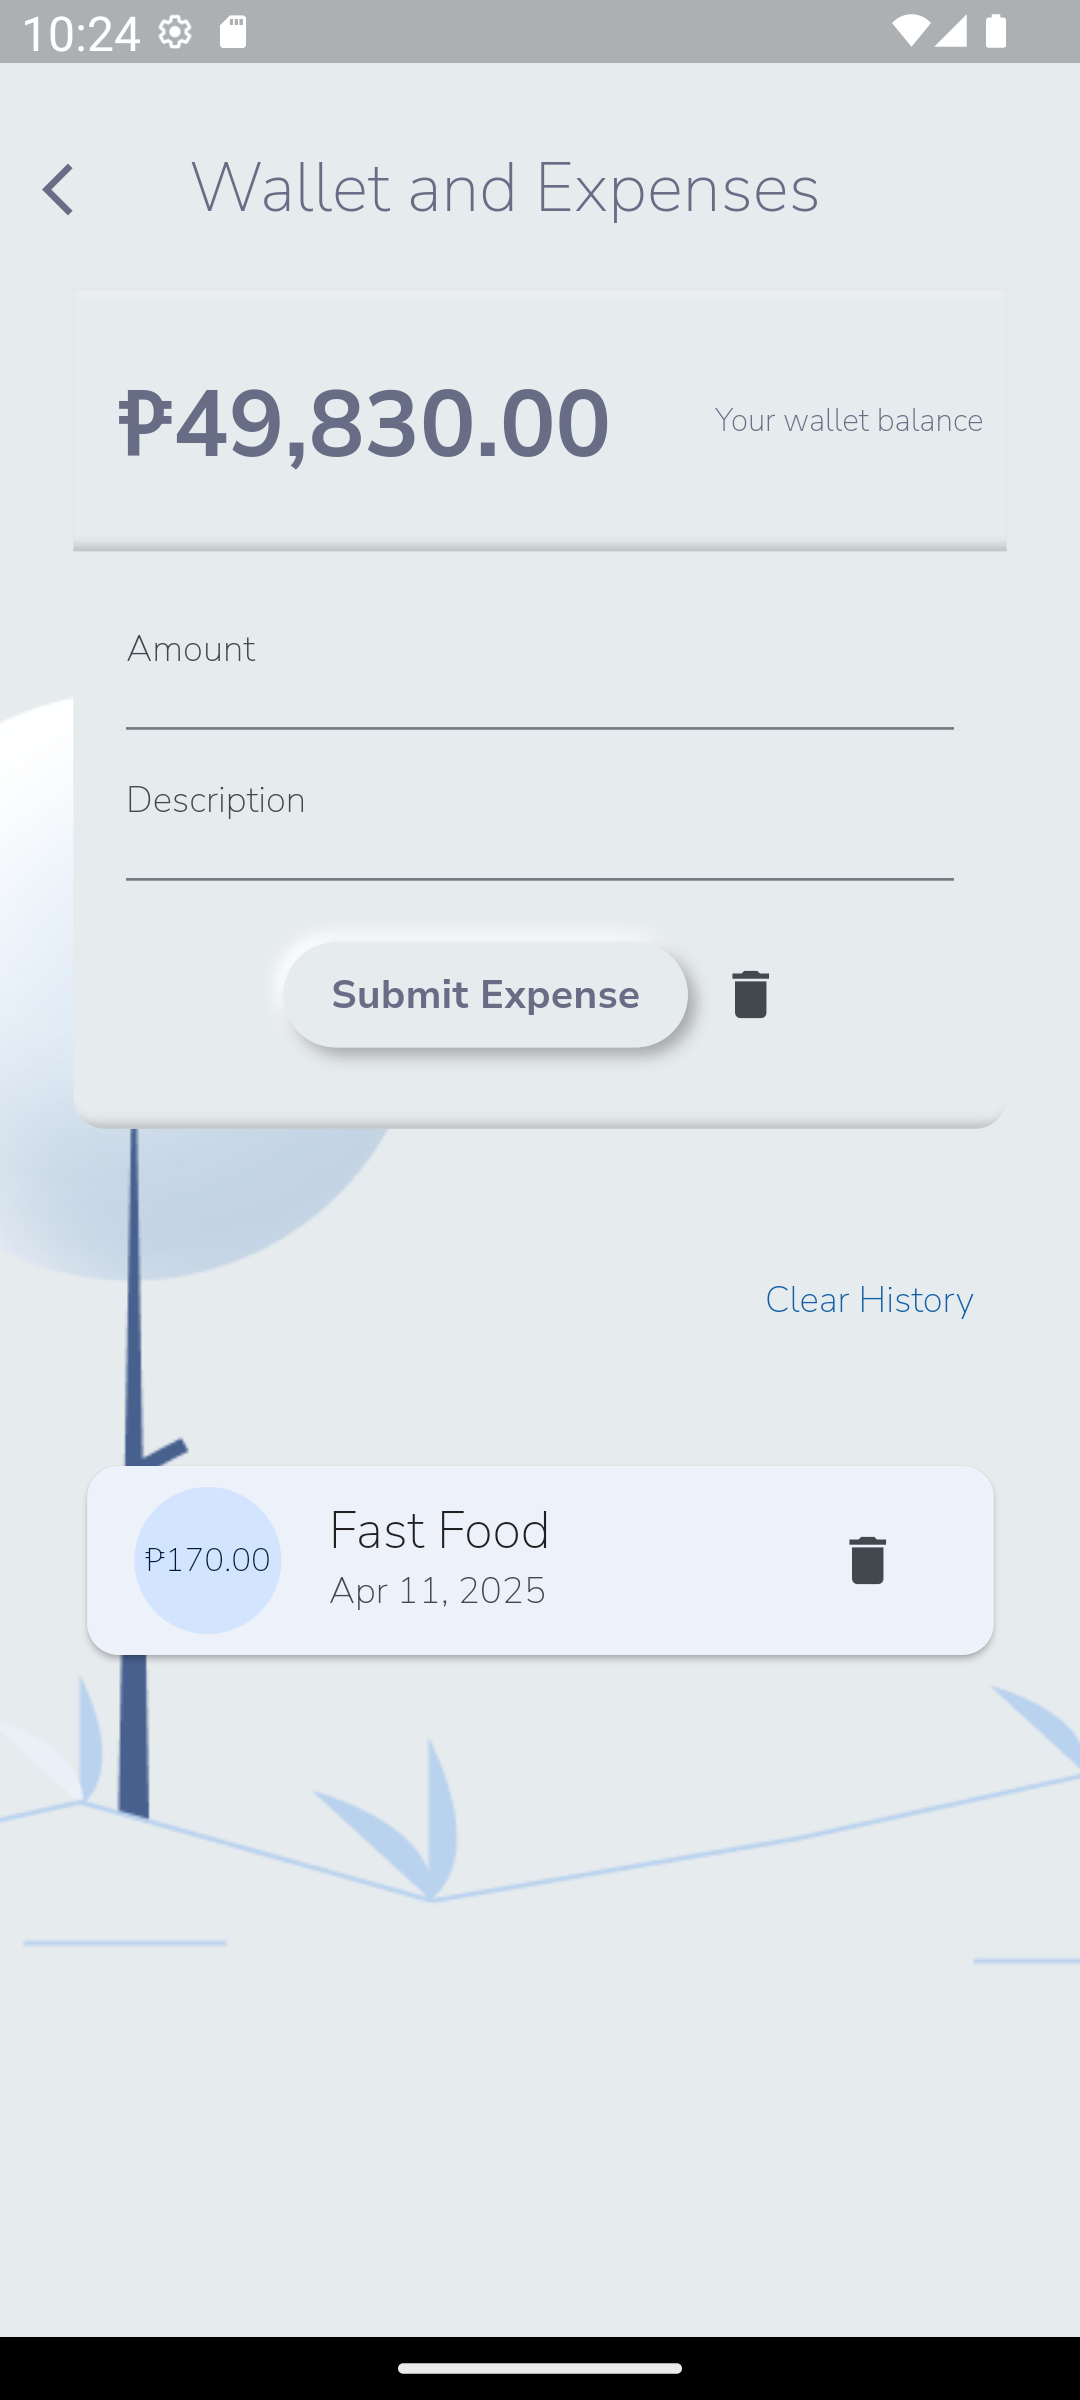 10:24
Wallet and Expenses
₱49,830.00
Your wallet balance
Amount
Description
Submit Expense
Clear History
₱170.00
Fast Food
Apr 11, 2025